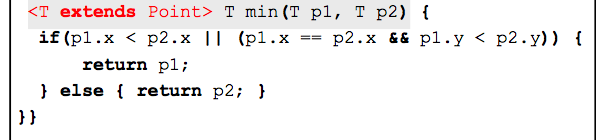 <T extends Point> T min(T p1, T p2) {
if(p1.x < p2.x || (p1.x == p2.x && p1.y < p2.y)) {
return p1;
} else { return p2; }
}}